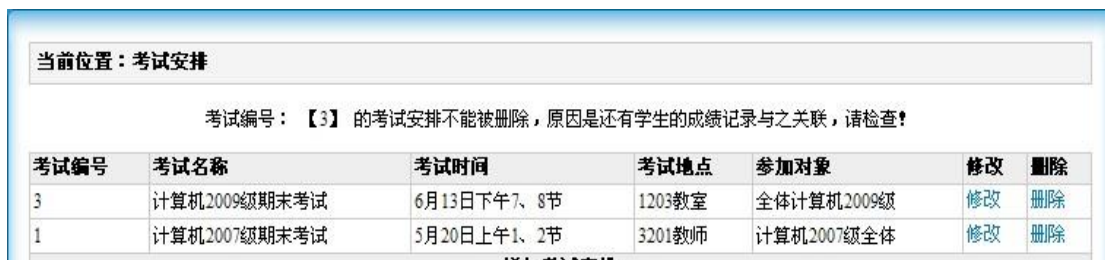 当前位置：考试安排
考试编号： 【3】 的考试安排不能被删除，原因是还有学生的成绩记录与之关联，请检查!
考试编号 考试名称 考试时间 考试地点 参加对象 修改 删除
3 计算机2009级期末考试 6月13日下午7、8节 1203教室 全体计算机2009级 修改 删除
1 计算机2007级期末考试 5月20日上午1、2节 3201教师 计算机2007级全体 修改 删除